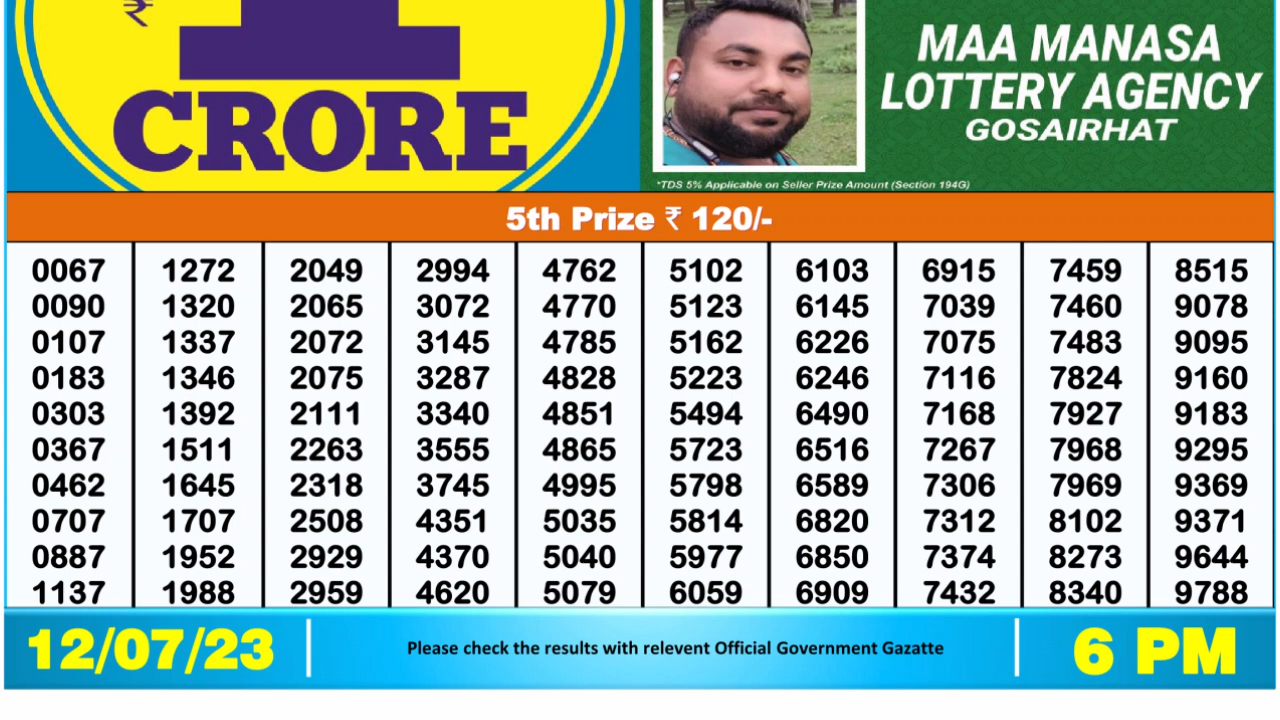 ₹
1
CRORE
MAA MANASA
LOTTERY AGENCY
GOSAIRHAT
*TDS 5% Applicable on Seller Prize Amount (Section 194G)
5th Prize ₹ 120/-
0067 1272 2049 2994 4762 5102 6103 6915 7459 8515
0090 1320 2065 3072 4770 5123 6145 7039 7460 9078
0107 1337 2072 3145 4785 5162 6226 7075 7483 9095
0183 1346 2075 3287 4828 5223 6246 7116 7824 9160
0303 1392 2111 3340 4851 5494 6490 7168 7927 9183
0367 1511 2263 3555 4865 5723 6516 7267 7968 9295
0462 1645 2318 3745 4995 5798 6589 7306 7969 9369
0707 1707 2508 4351 5035 5814 6820 7312 8102 9371
0887 1952 2929 4370 5040 5977 6850 7374 8273 9644
1137 1988 2959 4620 5079 6059 6909 7432 8340 9788
12/07/23
Please check the results with relevent Official Government Gazatte
6 PM